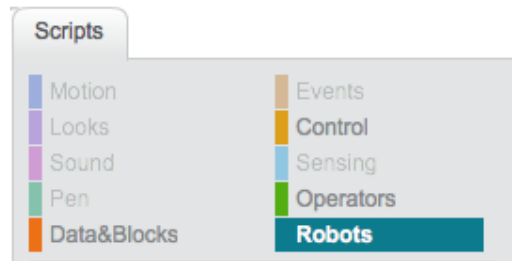 Scripts
Motion
Events
Looks
Control
Sound
Sensing
Pen
Operators
Data&Blocks
Robots